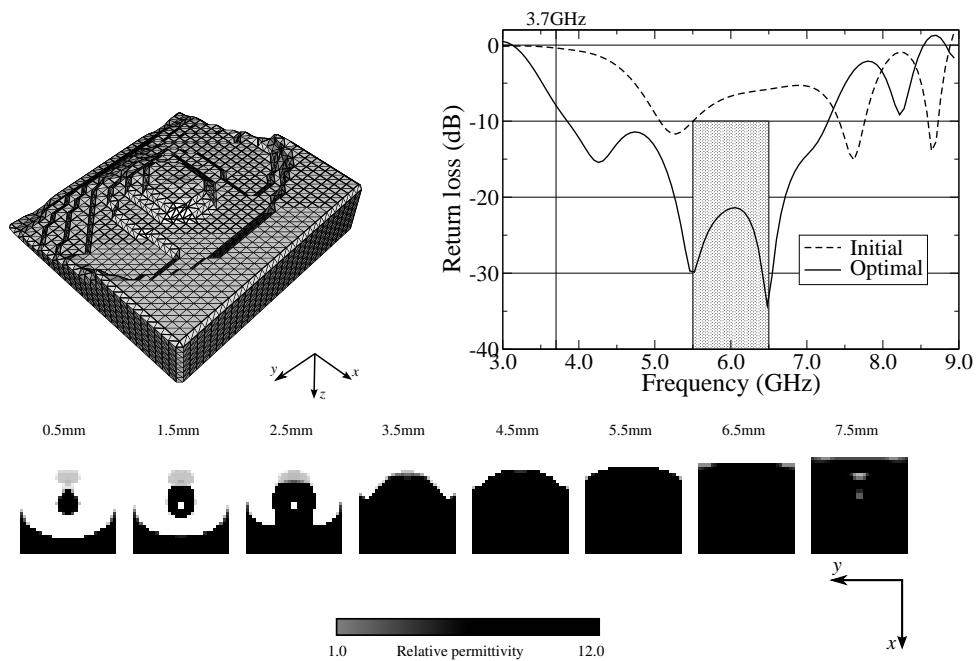 3.7GHz
0
-10
-20
-30
-40
Return loss (dB)
Initial
Optimal
3.0 4.0 5.0 6.0 7.0 8.0 9.0
Frequency (GHz)
y x
z
0.5mm 1.5mm 2.5mm 3.5mm 4.5mm 5.5mm 6.5mm 7.5mm
y
x
1.0 Relative permittivity 12.0